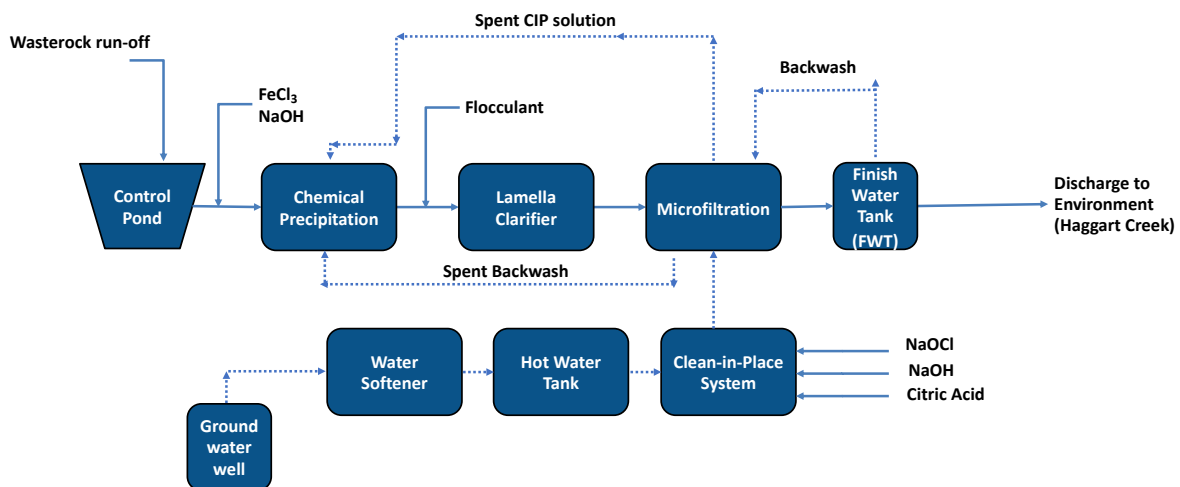 Spent CIP solution
Wasterock run-off
Backwash
FeCl₃
NaOH
Flocculant
Control
Pond
Chemical
Precipitation
Lamella
Clarifier
Microfiltration
Finish
Water
Tank
(FWT)
Discharge to
Environment
(Haggart Creek)
Spent Backwash
Water
Softener
Hot Water
Tank
Clean-in-Place
System
NaOCl
NaOH
Citric Acid
Ground
water
well